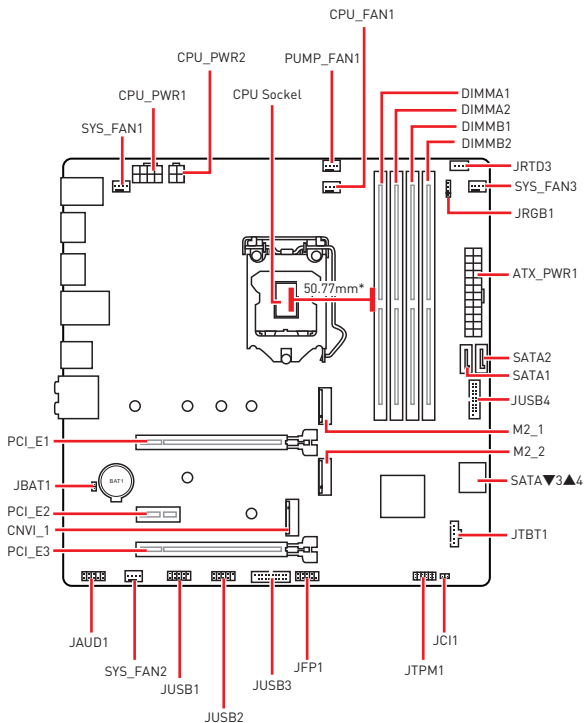 CPU_FAN1
CPU_PWR2
PUMP_FAN1
CPU_PWR1
CPU Sockel
DIMMA1
DIMMA2
SYS_FAN1
DIMMB1
DIMMB2
JRTD3
SYS_FAN3
JRGB1
50.77mm*
ATX_PWR1
SATA2
SATA1
JUSB4
M2_1
PCI_E1
M2_2
JBAT1
BAT1
SATA▼3▲4
PCI_E2
CNVI_1
JTBT1
PCI_E3
JAUD1
SYS_FAN2
JUSB1
JUSB2
JUSB3
JFP1
JTPM1
JCI1